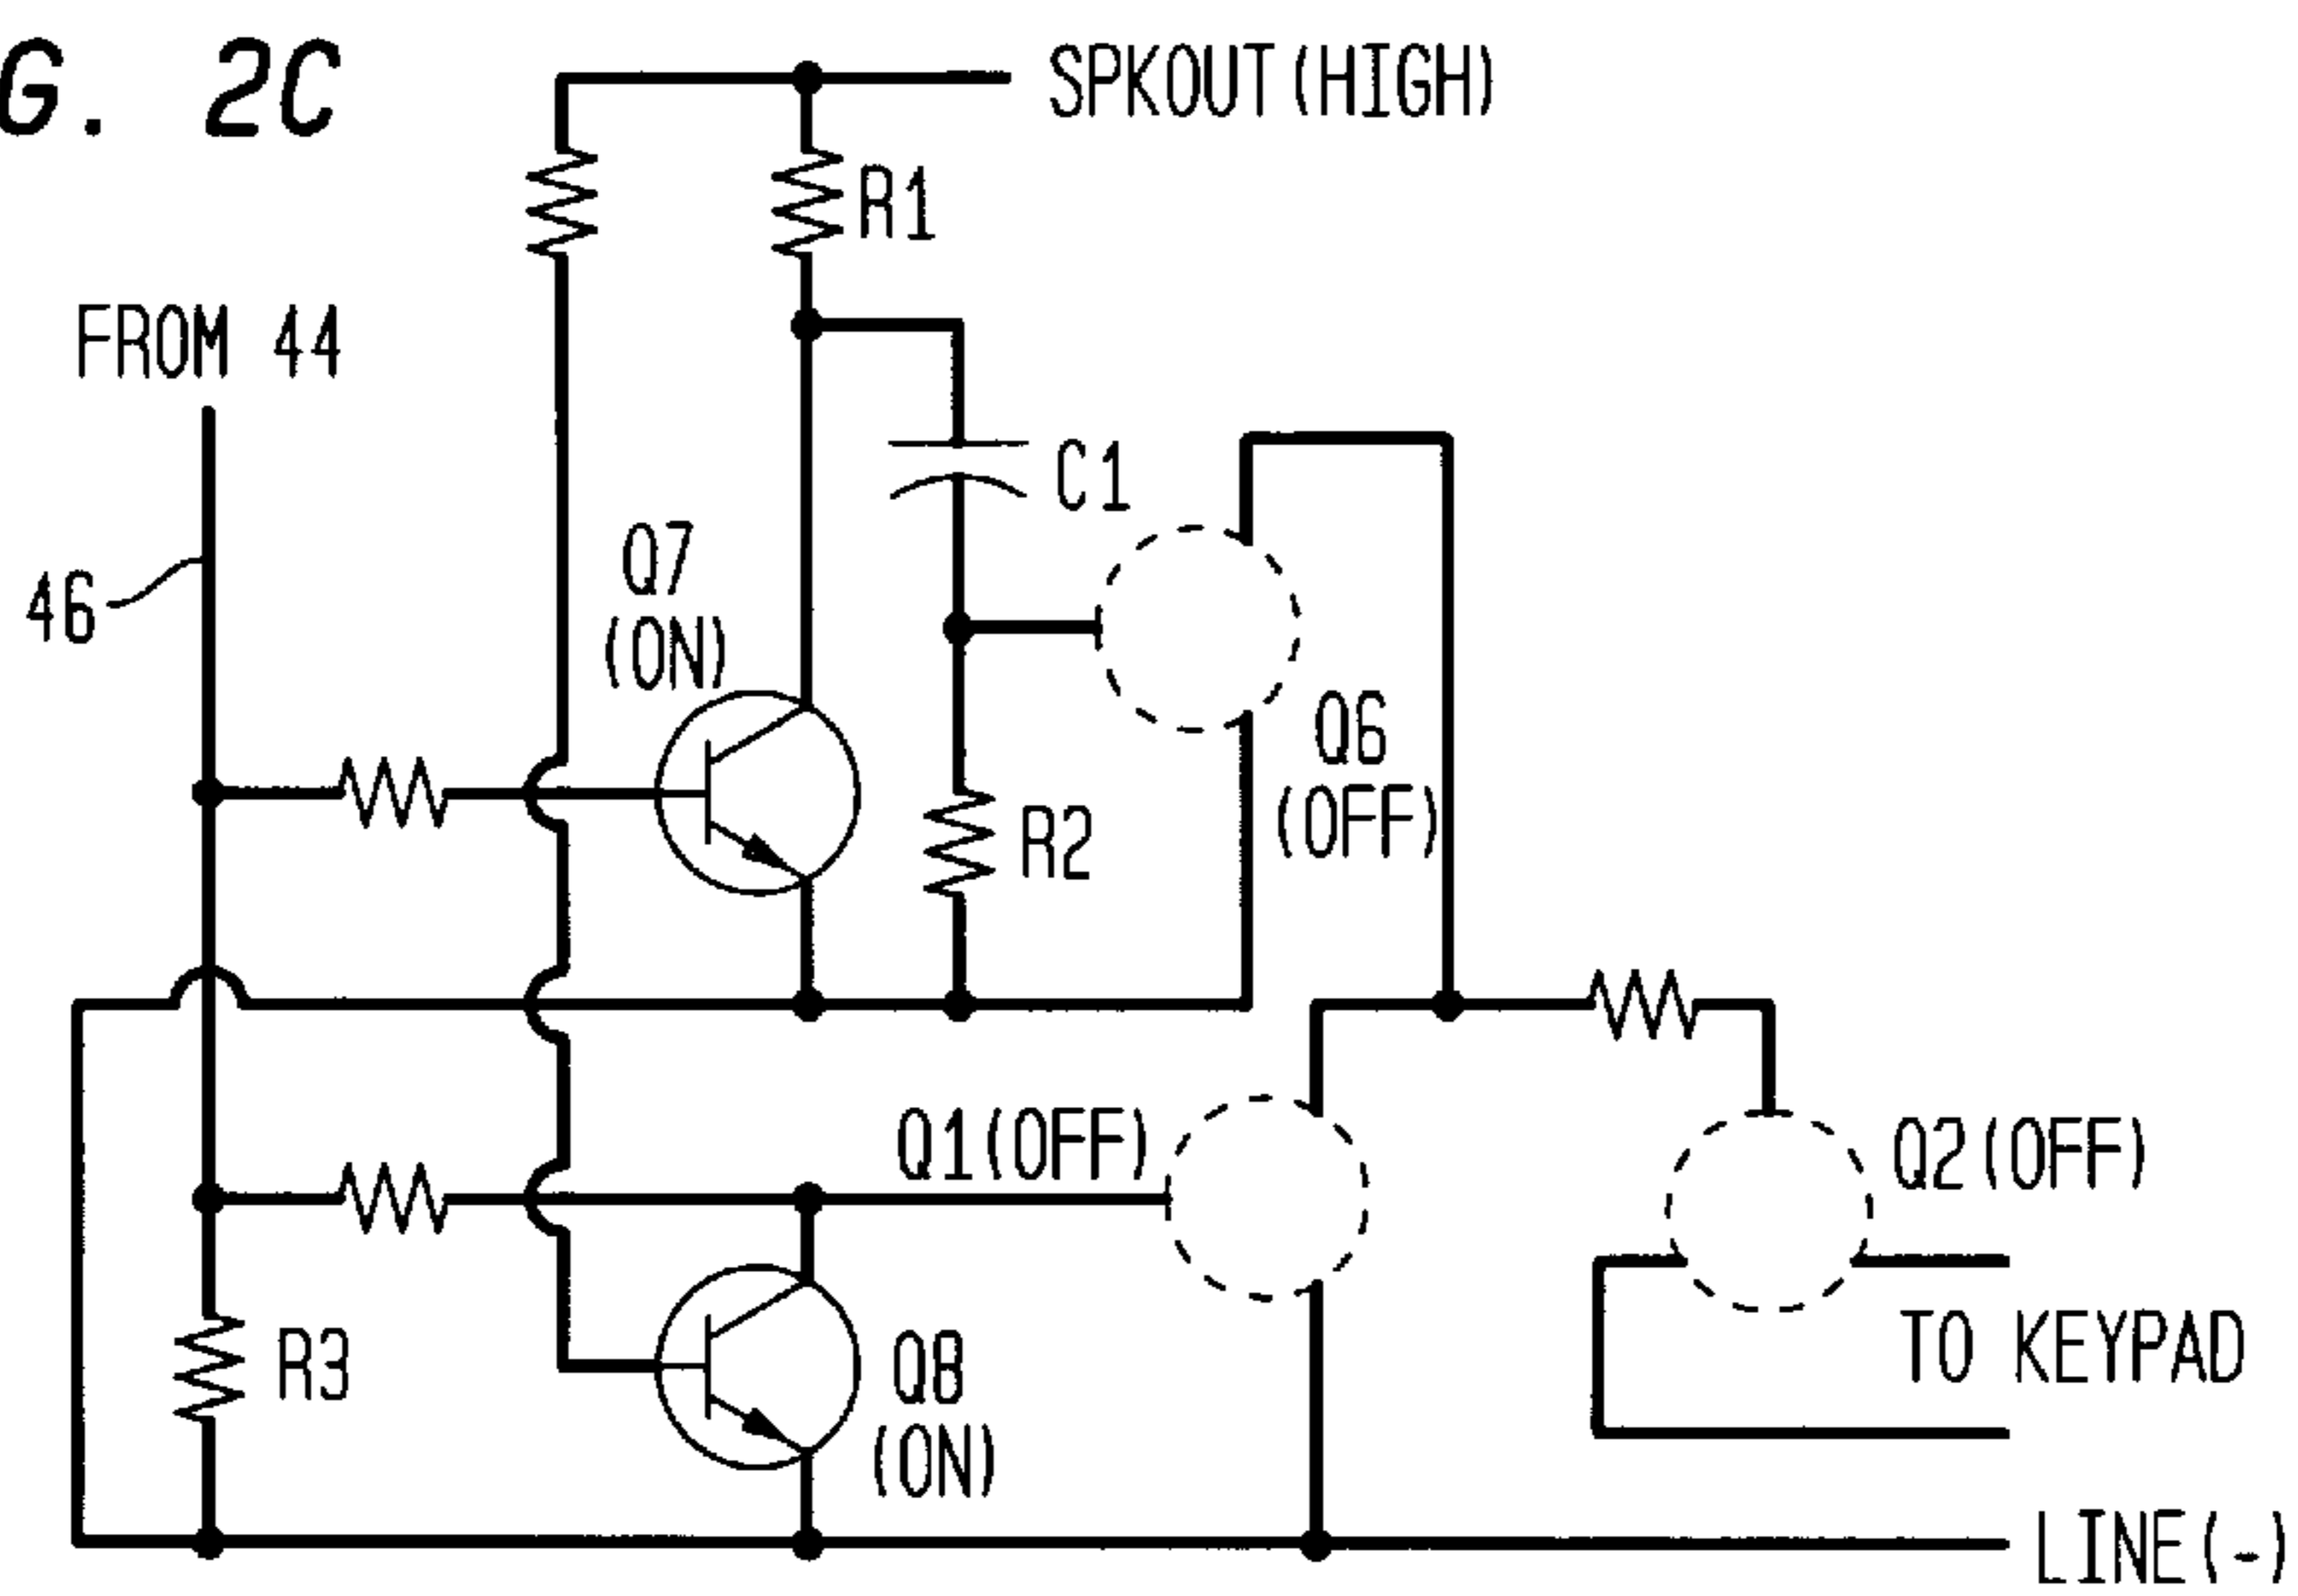 G. 2C
SPKOUT(HIGH)
R1
FROM 44
C1
Q7
(ON)
46
Q6
(OFF)
R2
Q1(OFF)
Q2(OFF)
R3
Q8
(ON)
TO KEYPAD
LINE(-)